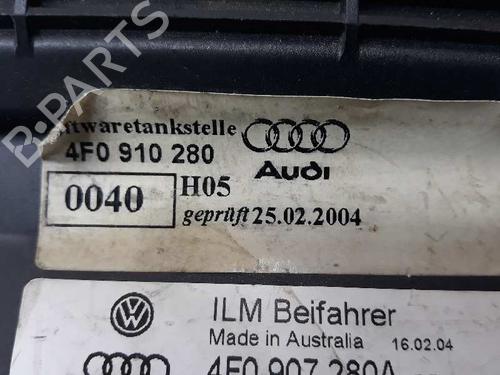 B-PARTS
ftwaretankstelle
4F0 910 280
Audi
0040 H05
geprüft 25.02.2004
ILM Beifahrer
Made in Australia 16.02.04
4F0 907 280A